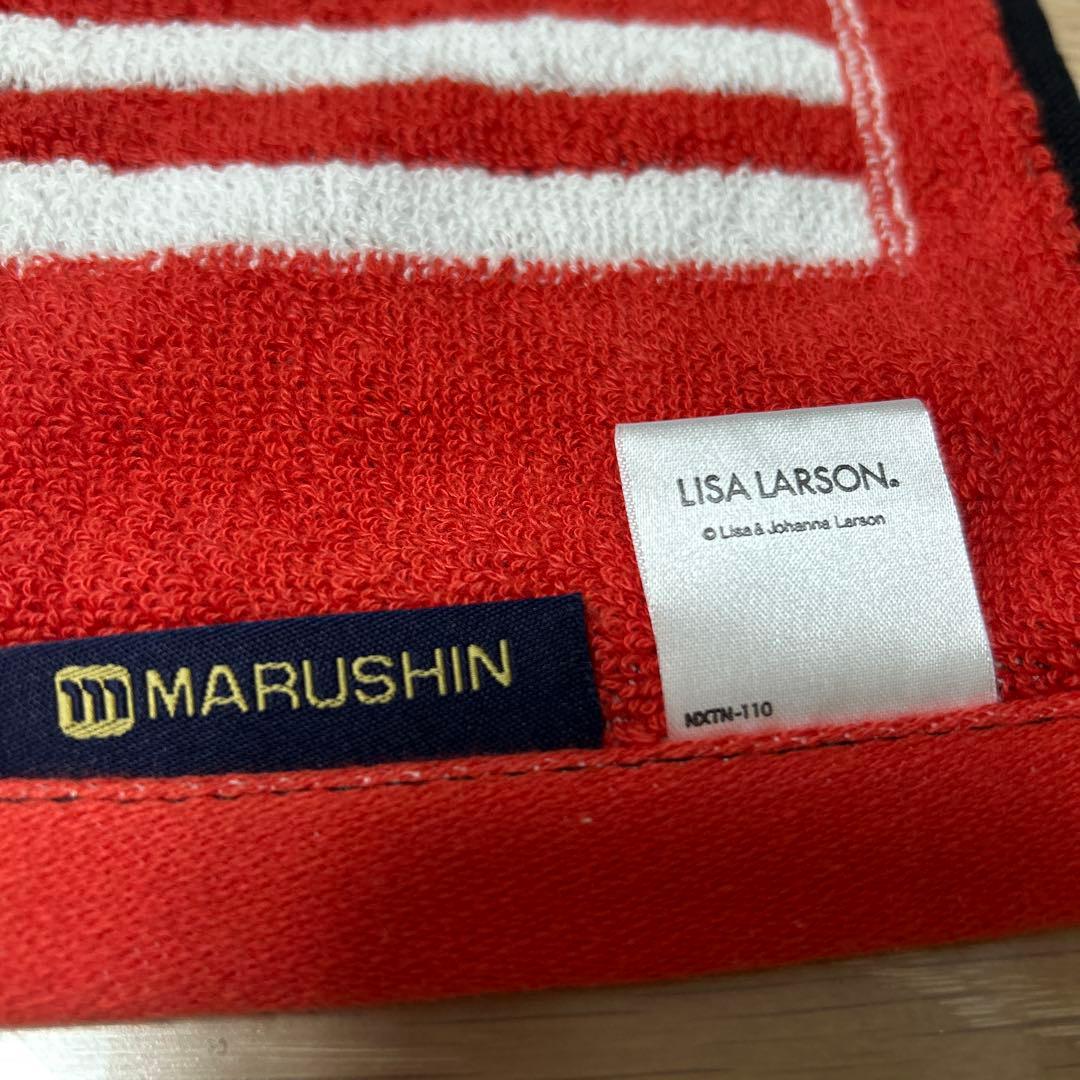 LISA LARSON.
© Lisa & Johanna Larson
MARUSHIN
NXTN-110